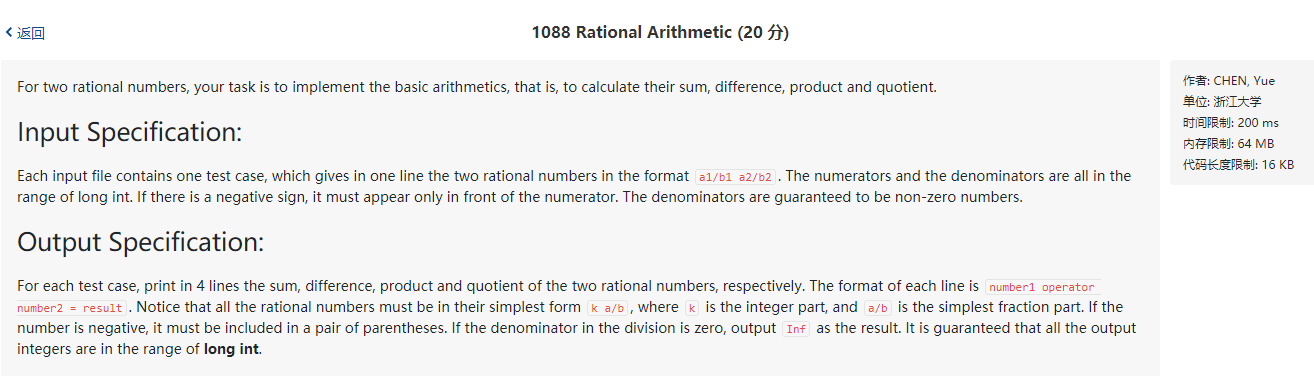 返回
1088 Rational Arithmetic (20 分)
For two rational numbers, your task is to implement the basic arithmetics, that is, to calculate their sum, difference, product and quotient.
Input Specification:
Each input file contains one test case, which gives in one line the two rational numbers in the format a1/b1 a2/b2. The numerators and the denominators are all in the
range of long int. If there is a negative sign, it must appear only in front of the numerator. The denominators are guaranteed to be non-zero numbers.
Output Specification:
For each test case, print in 4 lines the sum, difference, product and quotient of the two rational numbers, respectively. The format of each line is number1 operator
number2 = result. Notice that all the rational numbers must be in their simplest form k a/b, where k is the integer part, and a/b is the simplest fraction part. If the
number is negative, it must be included in a pair of parentheses. If the denominator in the division is zero, output Inf as the result. It is guaranteed that all the output
integers are in the range of long int.
作者: CHEN, Yue
单位: 浙江大学
时间限制: 200 ms
内存限制: 64 MB
代码长度限制: 16 KB